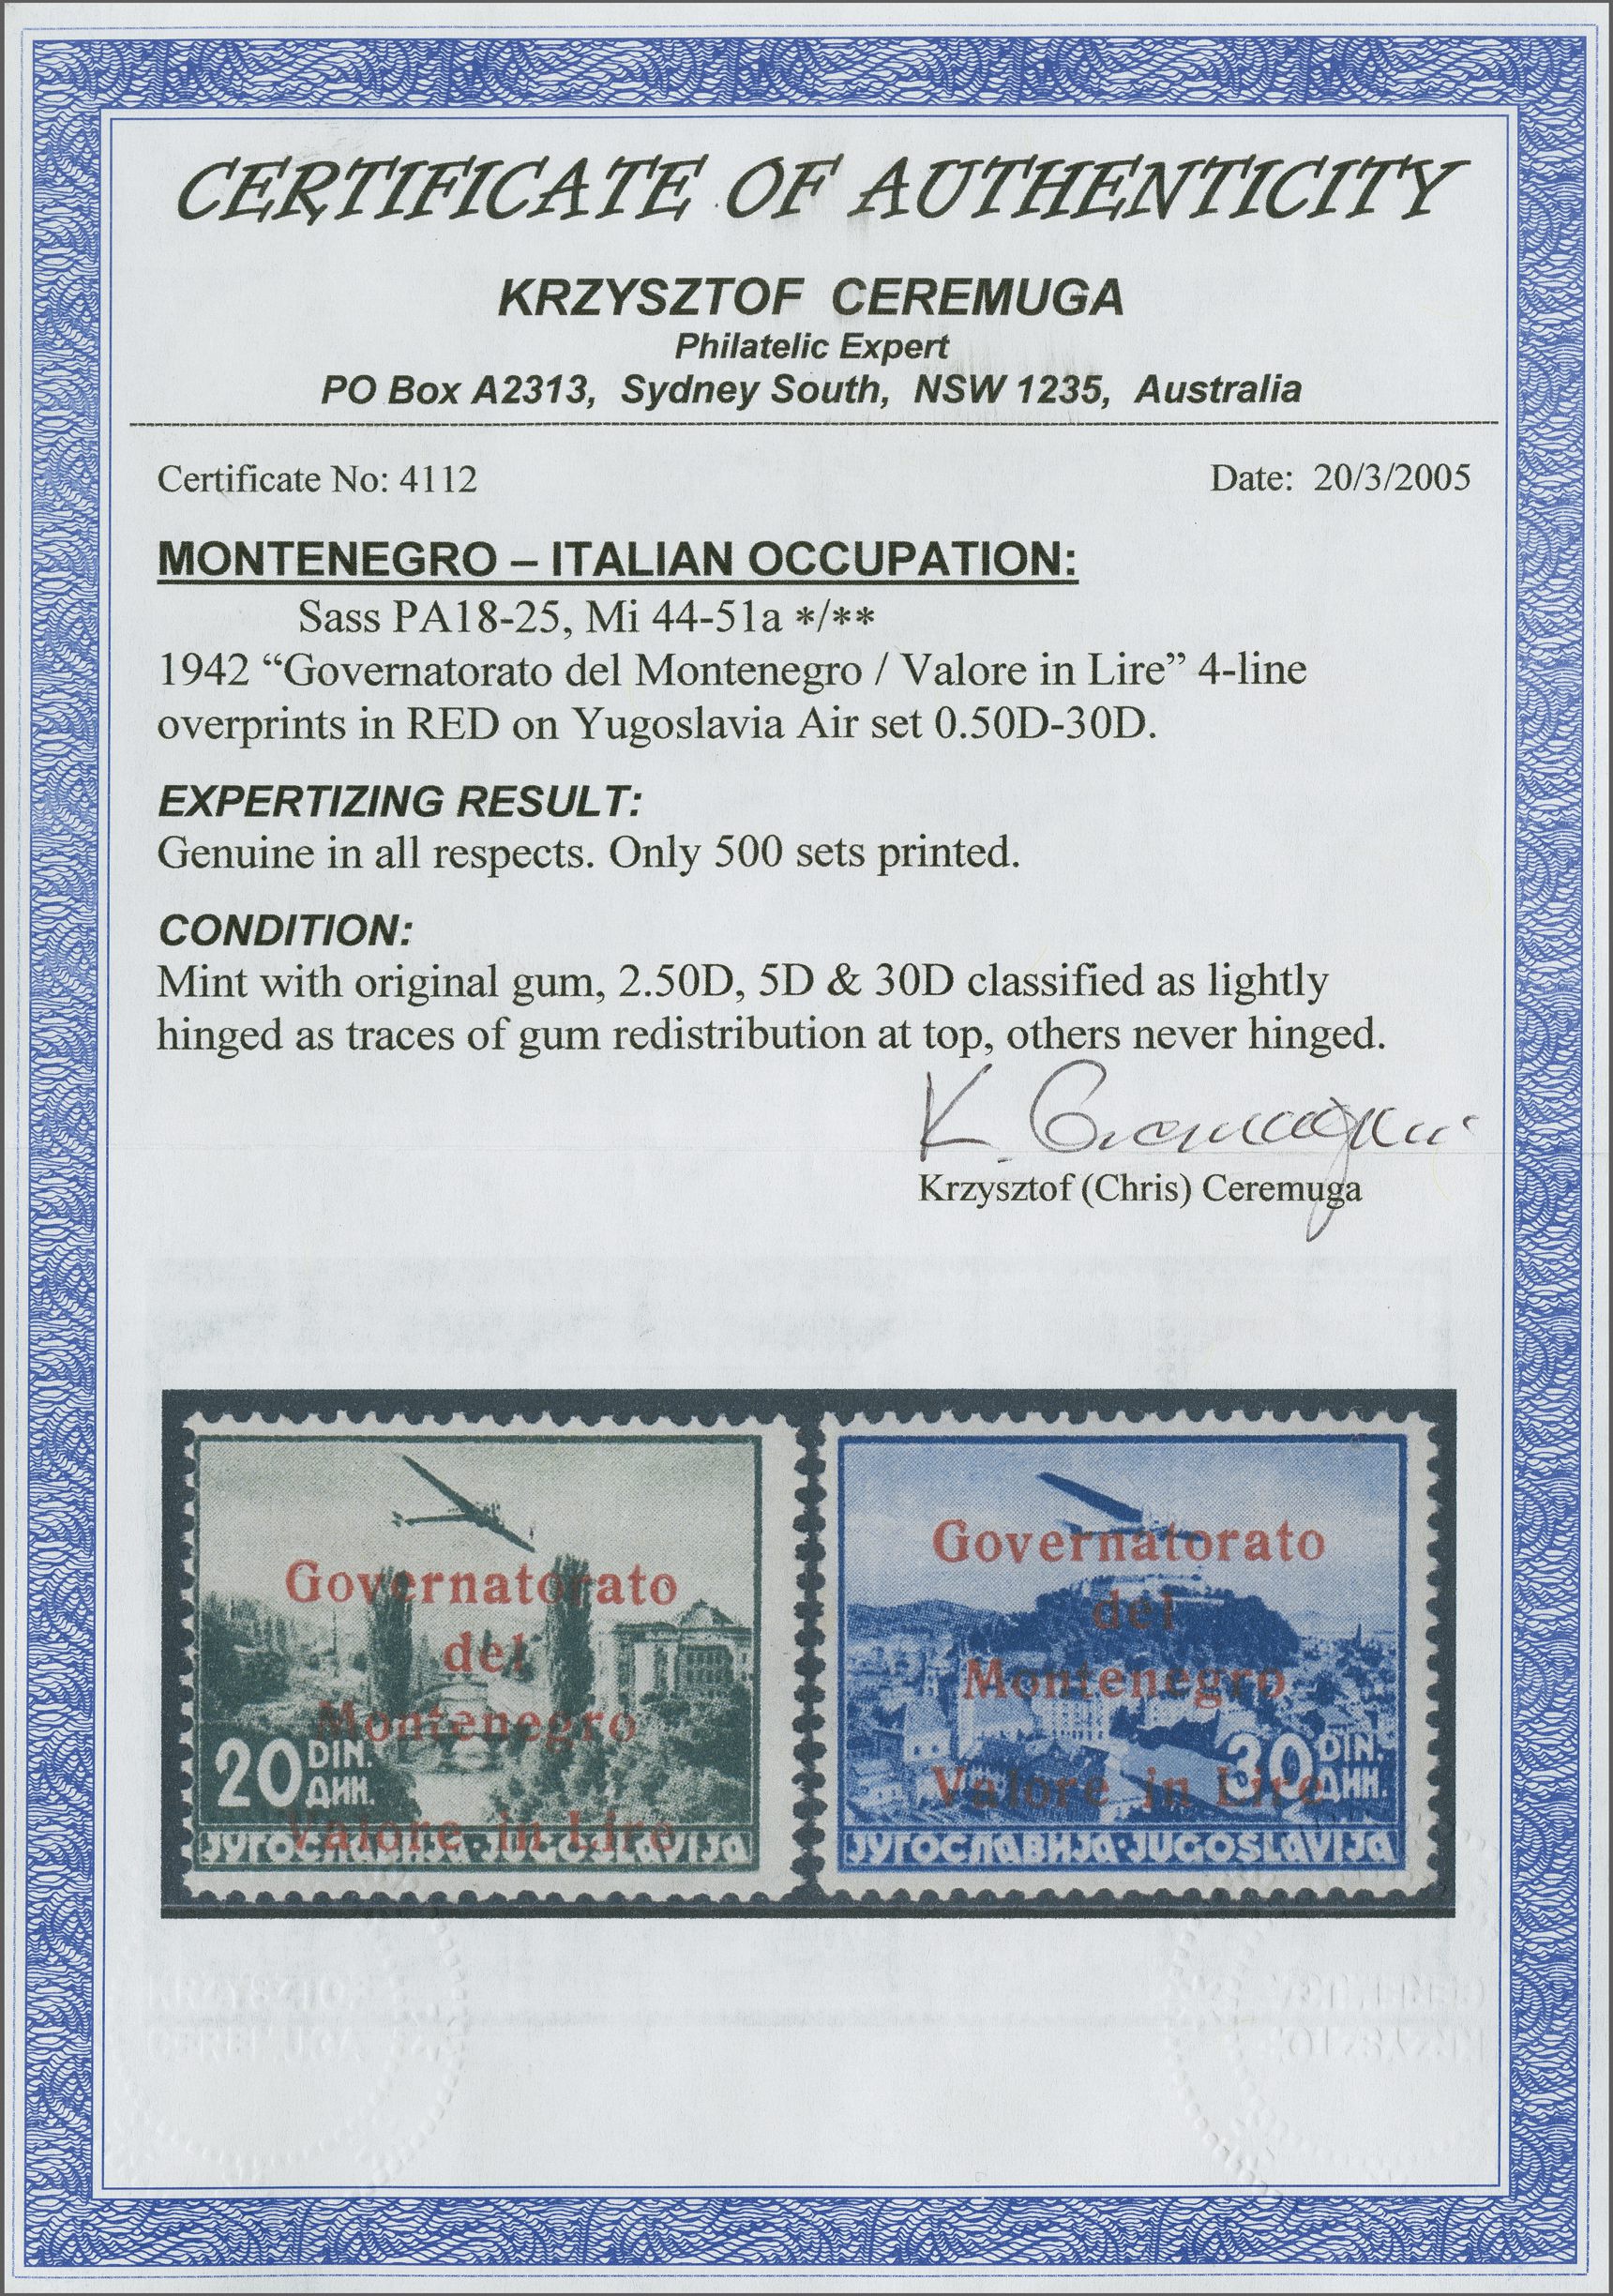 CERTIFICATE OF AUTHENTICITY
KRZYSZTOF CEREMUGA
Philatelic Expert
PO Box A2313, Sydney South, NSW 1235, Australia
Certificate No: 4112 Date: 20/3/2005
MONTENEGRO – ITALIAN OCCUPATION:
Sass PA18-25, Mi 44-51a */**
1942 “Governatorato del Montenegro / Valore in Lire” 4-line
overprints in RED on Yugoslavia Air set 0.50D-30D.
EXPERTIZING RESULT:
Genuine in all respects. Only 500 sets printed.
CONDITION:
Mint with original gum, 2.50D, 5D & 30D classified as lightly
hinged as traces of gum redistribution at top, others never hinged.
K. Ceremuga
Krzysztof (Chris) Ceremuga
Governatorato
del
Montenegro
20 DIN.
ДИН.
Valore in Lire
ЈУГОСЛАВИЈА·JUGOSLAVIJA
Governatorato
del
Montenegro
30 DIN.
ДИН.
Valore in Lire
ЈУГОСЛАВИЈА·JUGOSLAVIJA
KRZYSZTOF
CEREMUGA
CEREMUGA
KRZYSZTOF